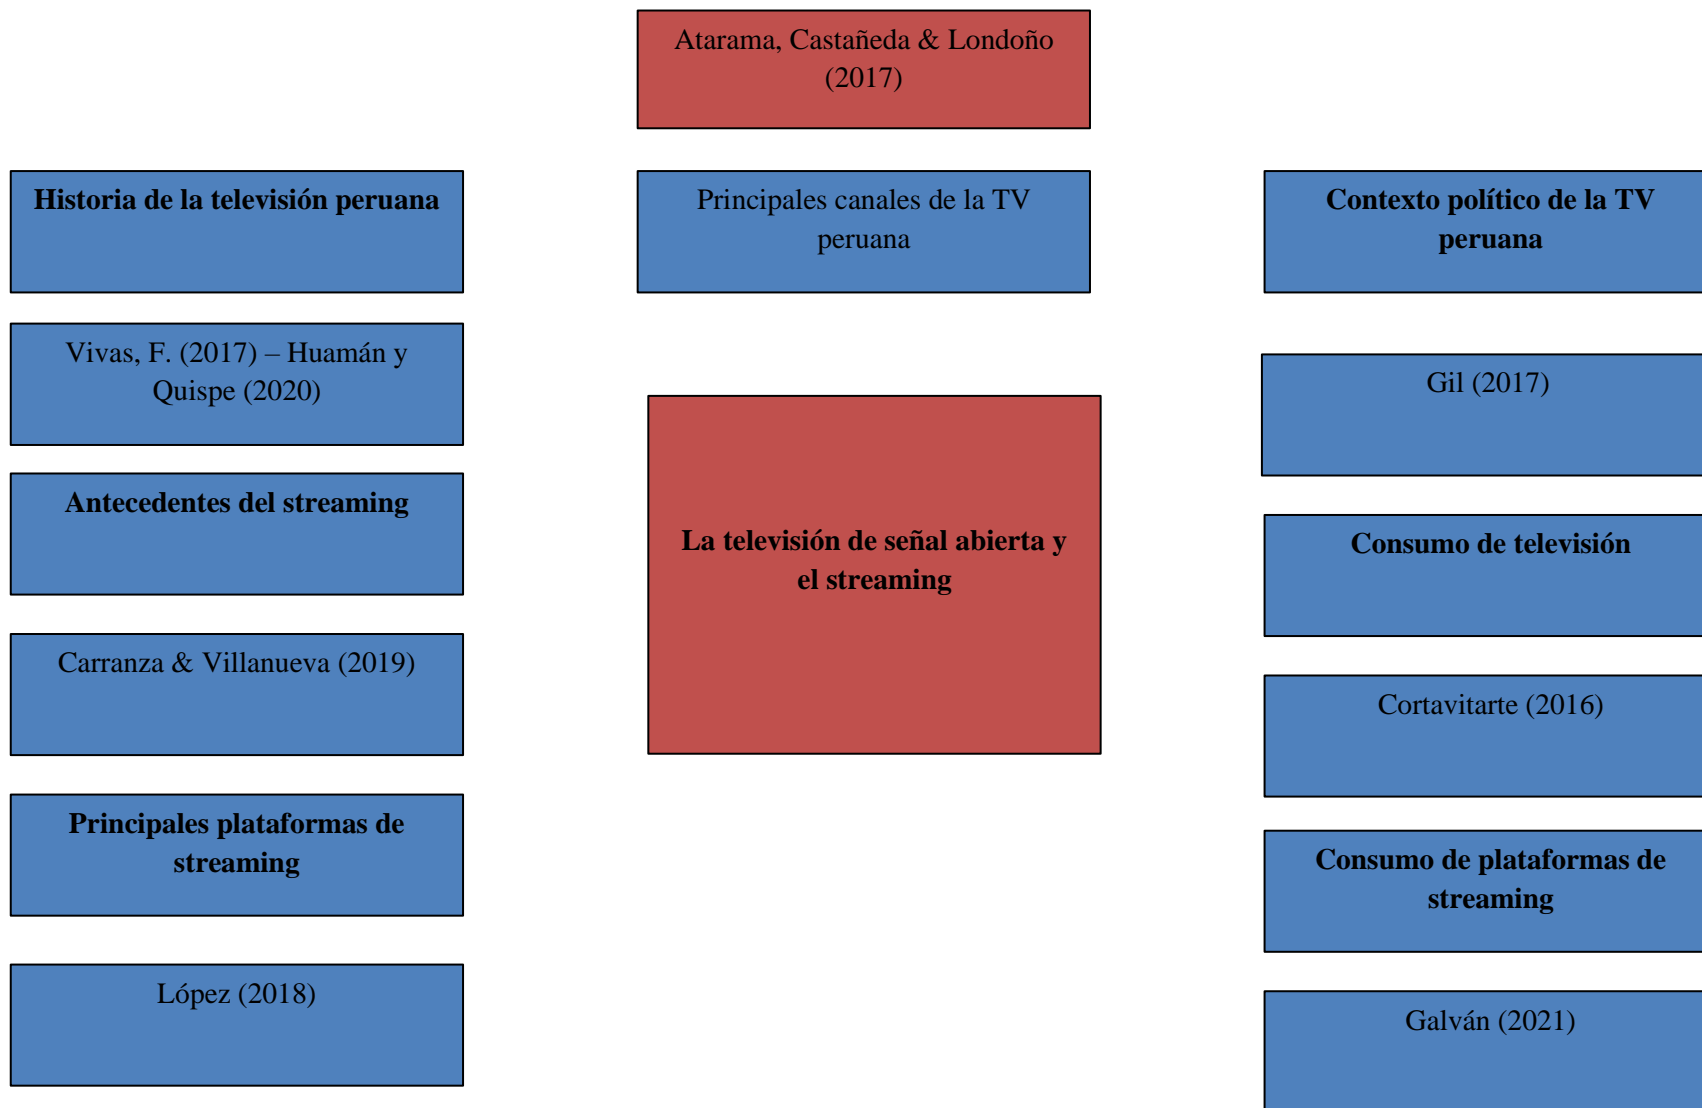 Atarama, Castañeda & Londoño
(2017)
Historia de la televisión peruana
Principales canales de la TV
peruana
Contexto político de la TV
peruana
Vivas, F. (2017) – Huamán y
Quispe (2020)
Gil (2017)
Antecedentes del streaming
La televisión de señal abierta y
el streaming
Consumo de televisión
Carranza & Villanueva (2019)
Cortavitarte (2016)
Principales plataformas de
streaming
Consumo de plataformas de
streaming
López (2018)
Galván (2021)